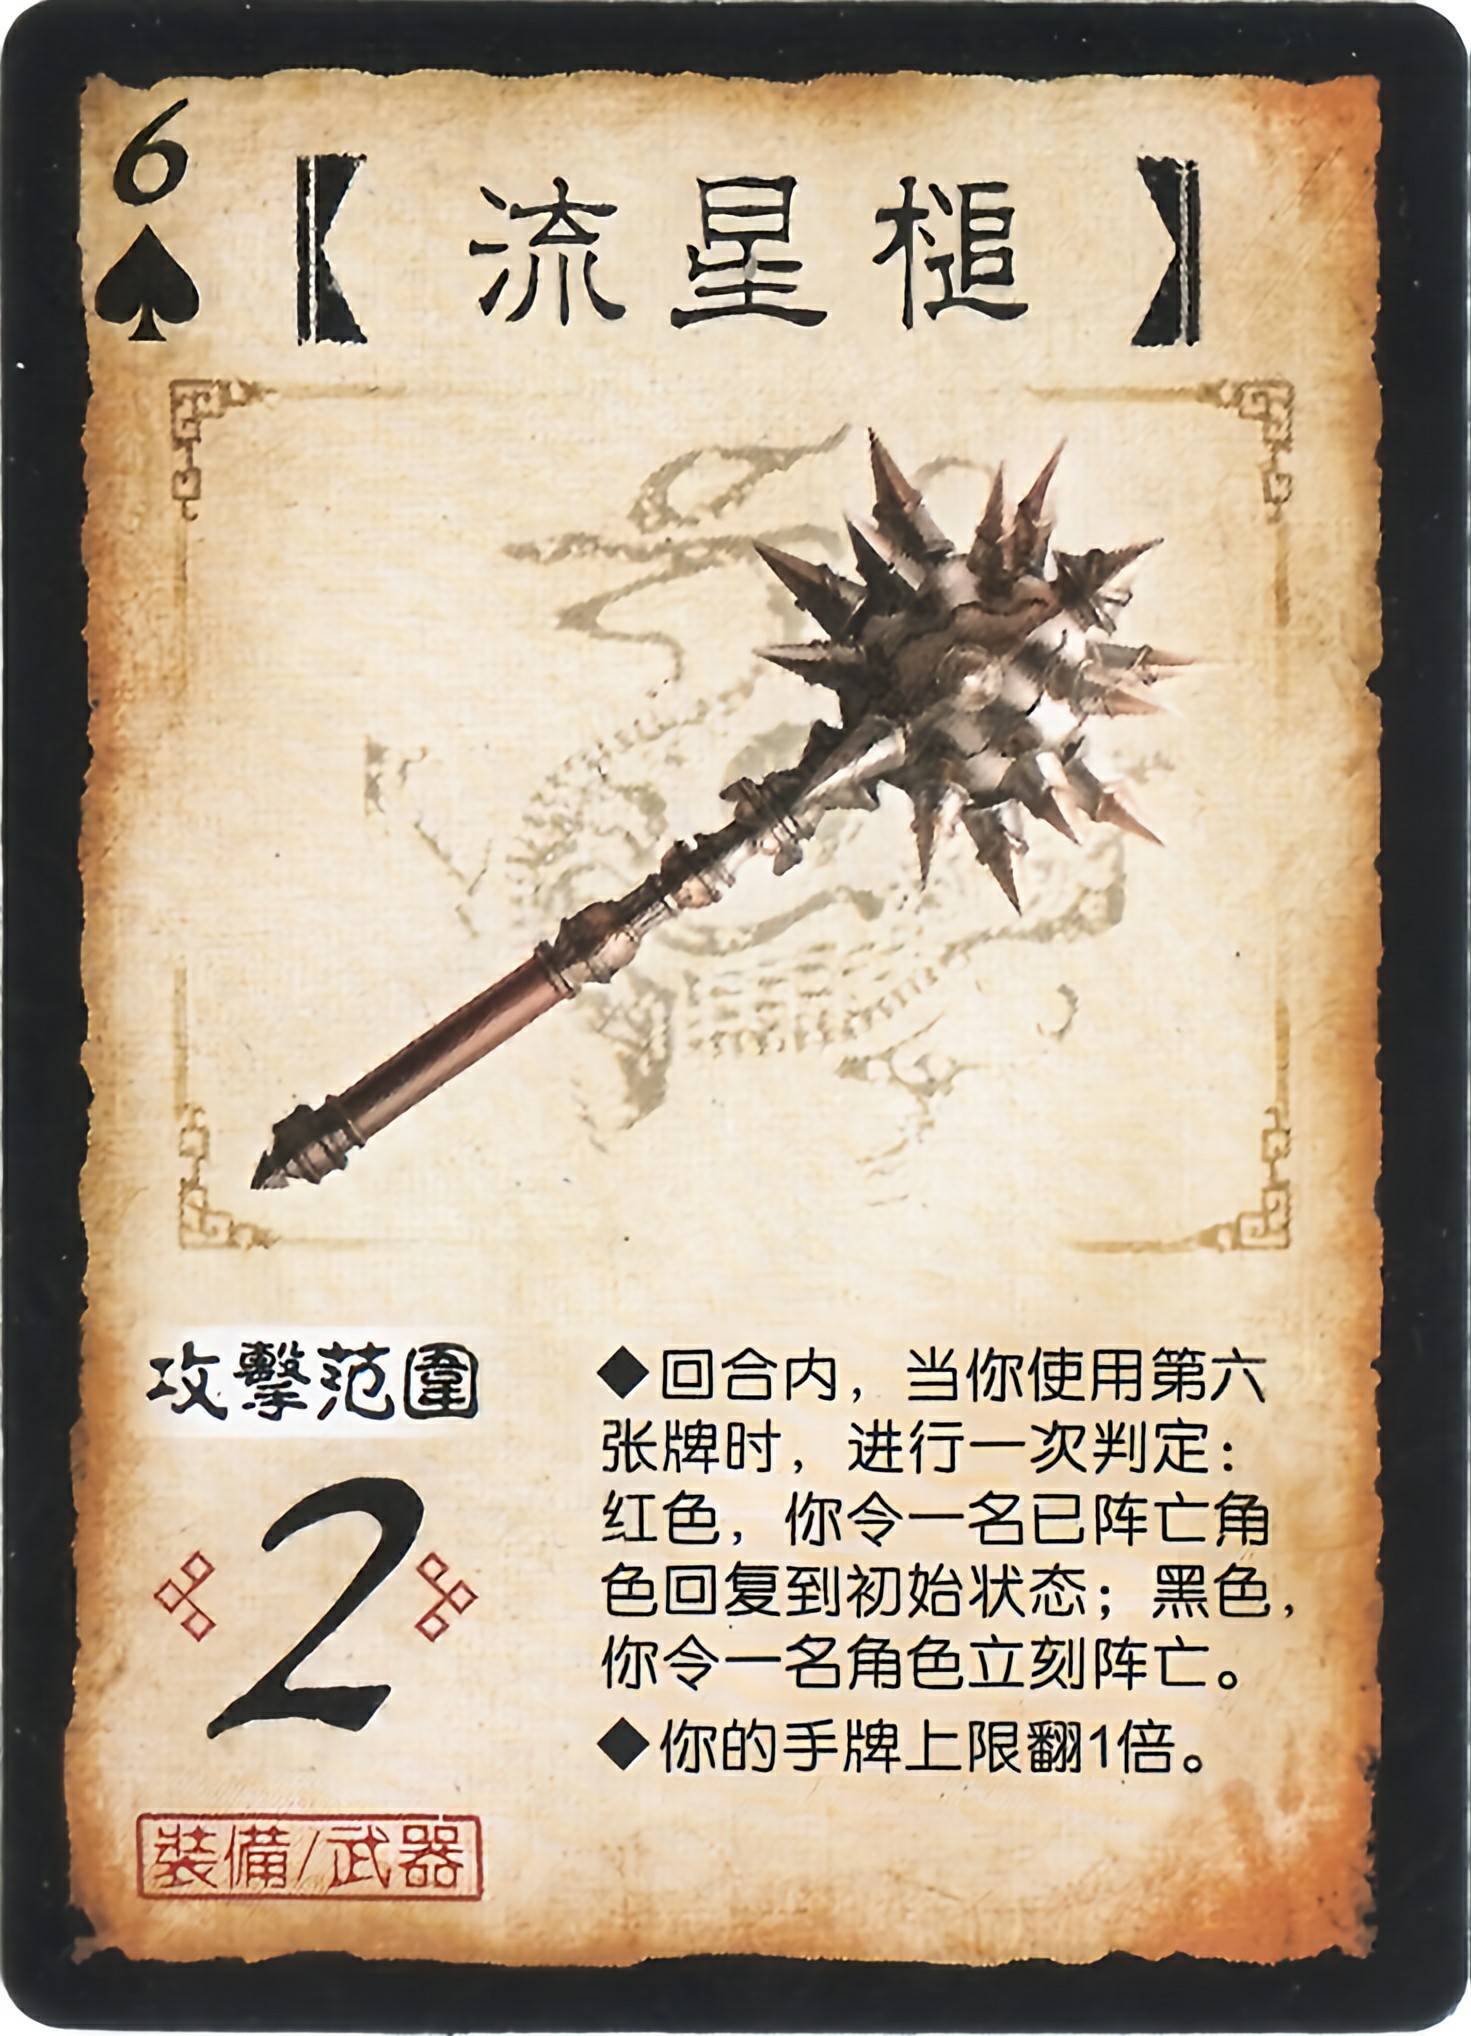 6
【流星槌】
攻擊范圍
2
◆回合内，当你使用第六
张牌时，进行一次判定：
红色，你令一名已阵亡角
色回复到初始状态；黑色，
你令一名角色立刻阵亡。
◆你的手牌上限翻1倍。
裝備/武器